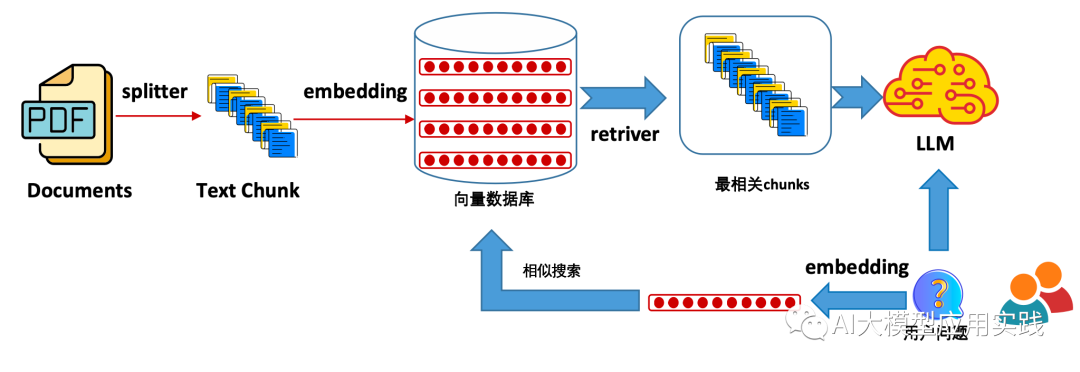 PDF
splitter
embedding
Documents
Text Chunk
向量数据库
retriver
最相关chunks
LLM
相似搜索
embedding
?
用户问题
AI大模型应用实践